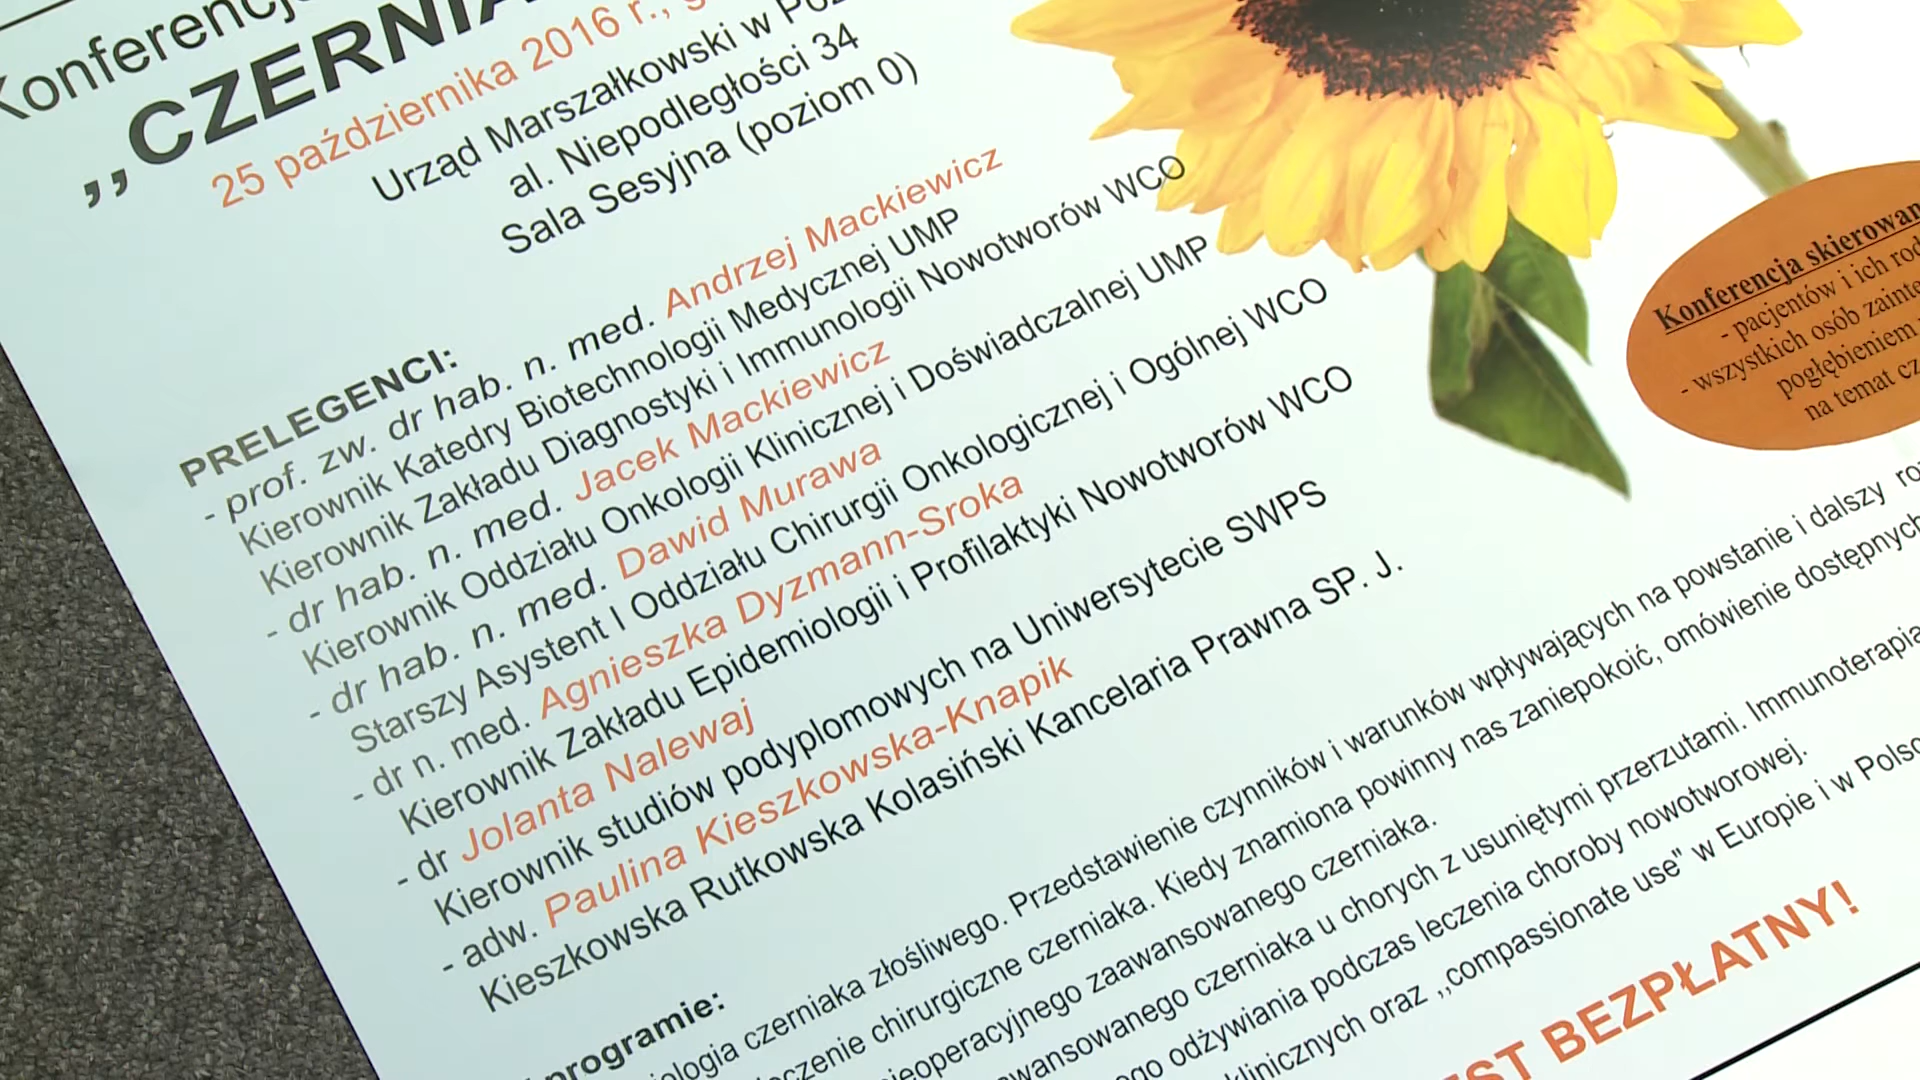 Konferencja
,,CZERNIA
25 października 2016 r., g
Urząd Marszałkowski w Poz
al. Niepodległości 34
Sala Sesyjna (poziom 0)
PRELEGENCI:
- prof. zw. dr hab. n. med. Andrzej Mackiewicz
Kierownik Katedry Biotechnologii Medycznej UMP
Kierownik Zakładu Diagnostyki i Immunologii Nowotworów WCO
- dr hab. n. med. Jacek Mackiewicz
Kierownik Oddziału Onkologii Klinicznej i Doświadczalnej UMP
- dr hab. n. med. Dawid Murawa
Starszy Asystent I Oddziału Chirurgii Onkologicznej i Ogólnej WCO
- dr n. med. Agnieszka Dyzmann-Sroka
Kierownik Zakładu Epidemiologii i Profilaktyki Nowotworów WCO
- dr Jolanta Nalewaj
Kierownik studiów podyplomowych na Uniwersytecie SWPS
- adw. Paulina Kieszkowska-Knapik
Kieszkowska Rutkowska Kolasiński Kancelaria Prawna SP. J.
Konferencja skierowan
- pacjentów i ich rod
- wszystkich osób zainte
pogłębieniem
na temat cz
programie:
ologia czerniaka złośliwego. Przedstawienie czynników i warunków wpływających na powstanie i dalszy ro
czenie chirurgiczne czerniaka. Kiedy znamiona powinny nas zaniepokoić, omówienie dostępnych
ieoperacyjnego zaawansowanego czerniaka.
wansowanego czerniaka u chorych z usuniętymi przerzutami. Immunoterapia
go odżywiania podczas leczenia choroby nowotworowej.
klinicznych oraz ,,compassionate use" w Europie i w Polsc
ST BEZPŁATNY!